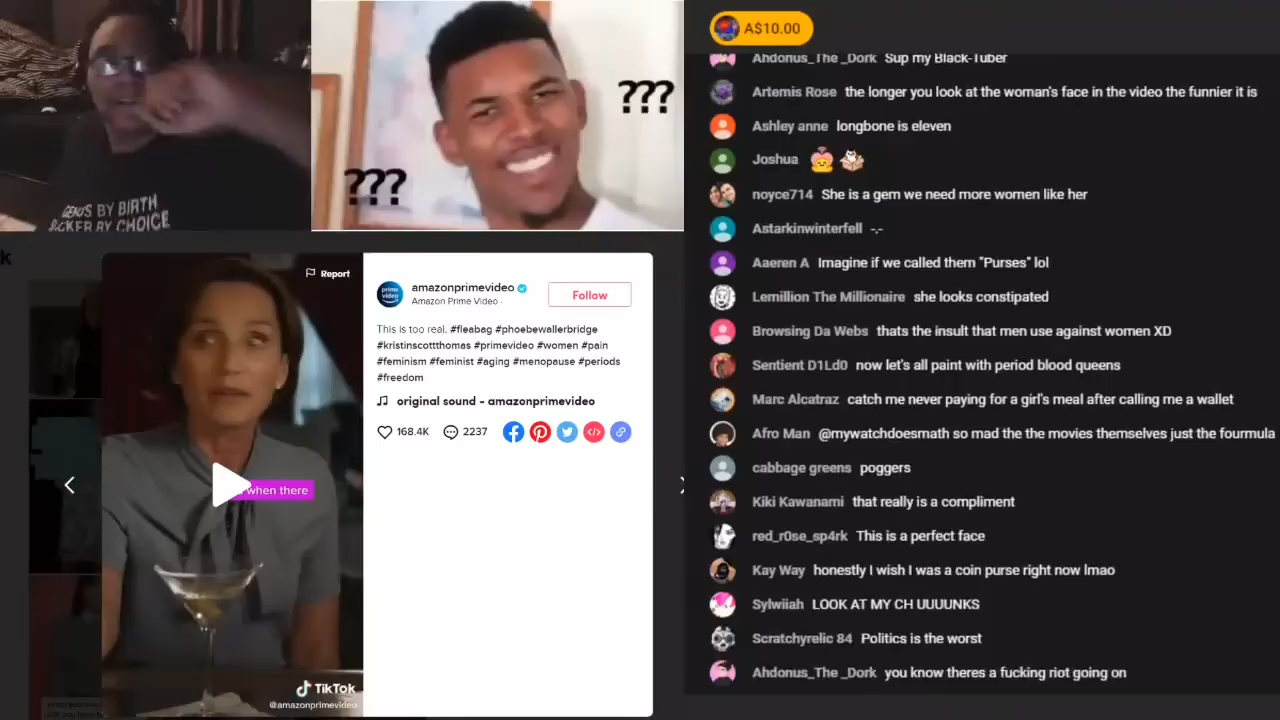 GENIUS BY BIRTH
BY CHOICE
???
???
k
Report
when there
TikTok
@amazonprimevideo
prime video
amazonprimevideo
Amazon Prime Video ·
Follow
This is too real. #fleabag #phoebewallerbridge
#kristinscottthomas #primevideo #women #pain
#feminism #feminist #aging #menopause #periods
#freedom
original sound - amazonprimevideo
168.4K
2237
A$10.00
Ahdonus_The _Dork Sup my Black-Tuber
Artemis Rose the longer you look at the woman's face in the video the funnier it is
Ashley anne longbone is eleven
Joshua
noyce714 She is a gem we need more women like her
Astarkinwinterfell -.-
Aaeren A Imagine if we called them "Purses" lol
Lemillion The Millionaire she looks constipated
Browsing Da Webs thats the insult that men use against women XD
Sentient D1Ld0 now let's all paint with period blood queens
Marc Alcatraz catch me never paying for a girl's meal after calling me a wallet
Afro Man @mywatchdoesmath so mad the the movies themselves just the fourmula
cabbage greens poggers
Kiki Kawanami that really is a compliment
red_r0se_sp4rk This is a perfect face
Kay Way honestly I wish I was a coin purse right now lmao
Sylwiiah LOOK AT MY CH UUUUNKS
Scratchyrelic 84 Politics is the worst
Ahdonus_The _Dork you know theres a fucking riot going on